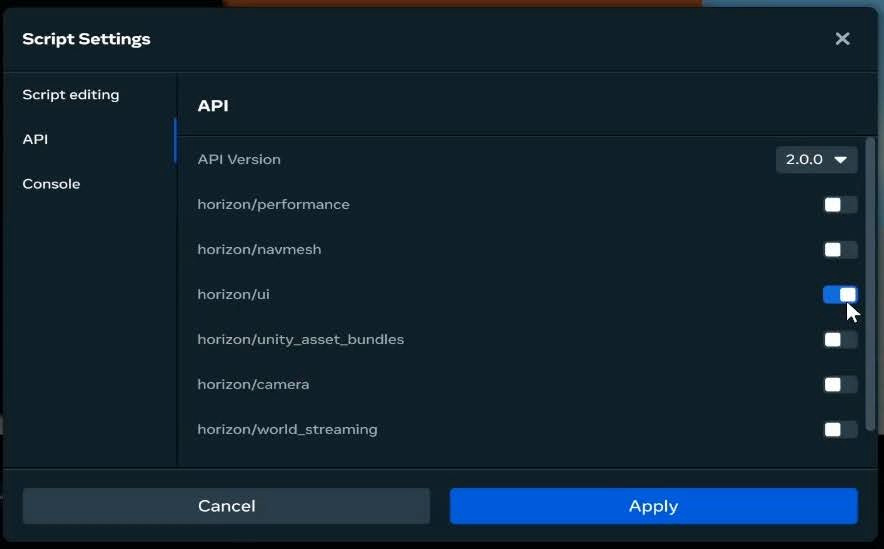 Script Settings
Script editing
API
Console
API
API Version
2.0.0
horizon/performance
horizon/navmesh
horizon/ui
horizon/unity_asset_bundles
horizon/camera
horizon/world_streaming
Cancel
Apply